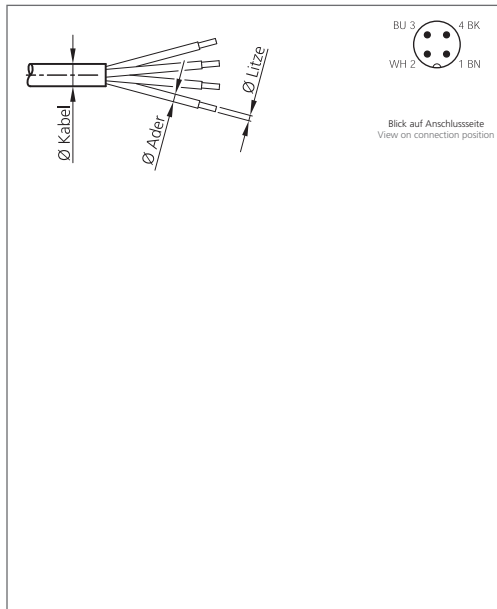 BU 3
4 BK
WH 2
1 BN
Blick auf Anschlussseite
View on connection position
Ø Kabel
Ø Ader
Ø Litze